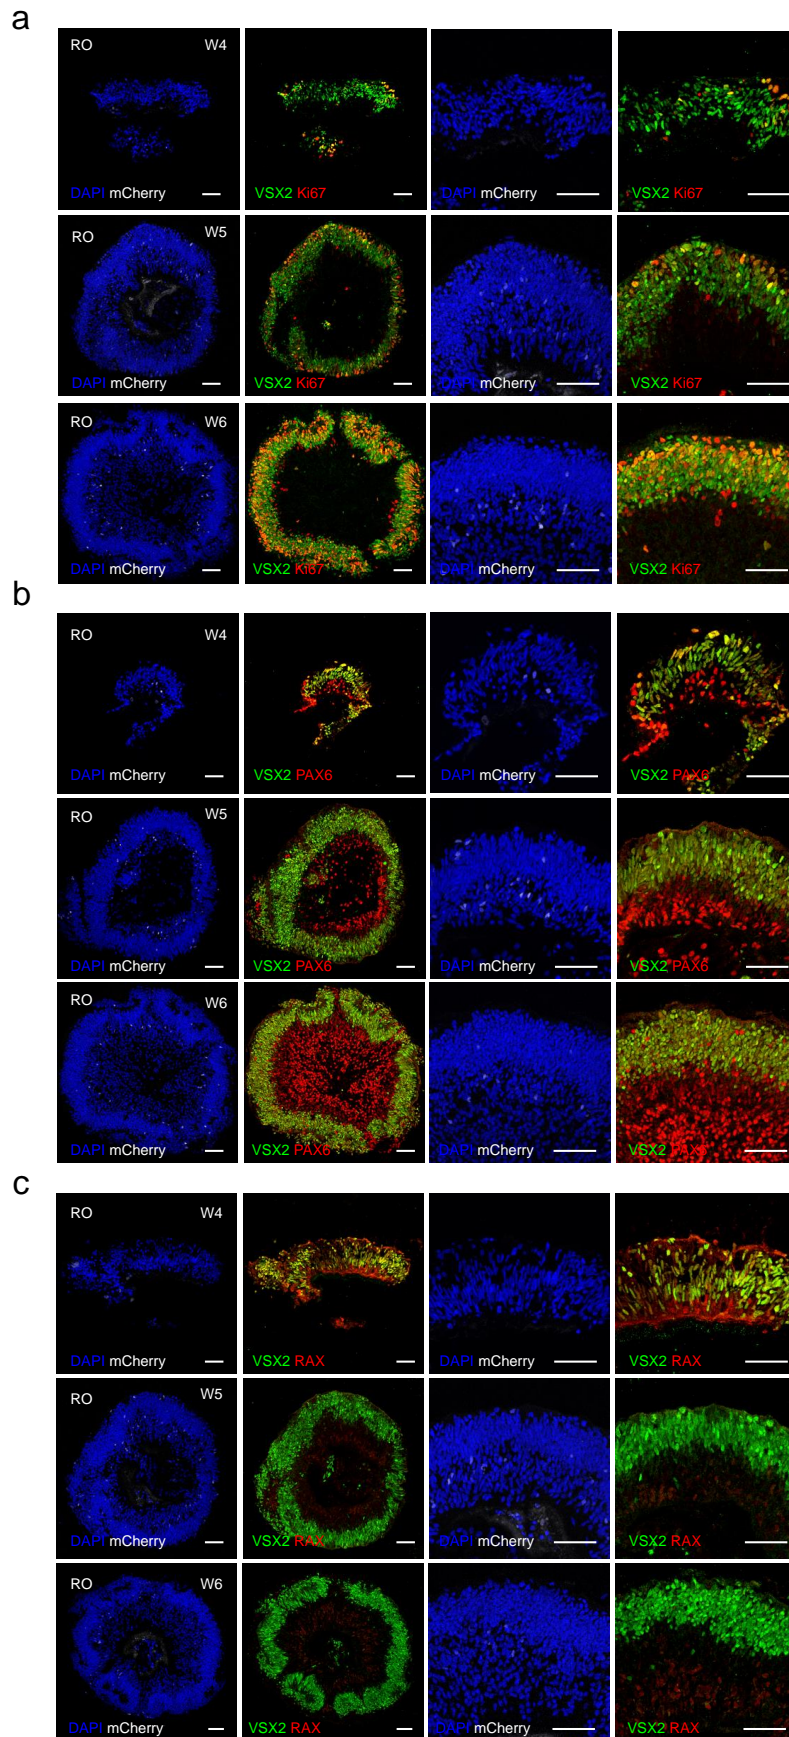 a
RO W4
DAPI mCherry VSX2 Ki67 DAPI mCherry VSX2 Ki67
RO W5
DAPI mCherry VSX2 Ki67 mCherry VSX2 Ki67
RO W6
DAPI mCherry VSX2 Ki67 DAPI mCherry VSX2 Ki67
b
RO W4
DAPI mCherry VSX2 PAX6 DAPI mCherry VSX2 PAX6
RO W5
DAPI mCherry VSX2 PAX6 DAPI mCherry VSX2 PAX6
RO W6
DAPI mCherry VSX2 PAX6 DAPI mCherry VSX2 PAX6
c
RO W4
DAPI mCherry VSX2 RAX DAPI mCherry VSX2 RAX
RO W5
DAPI mCherry VSX2 RAX DAPI mCherry VSX2 RAX
RO W6
DAPI mCherry VSX2 RAX DAPI mCherry VSX2 RAX